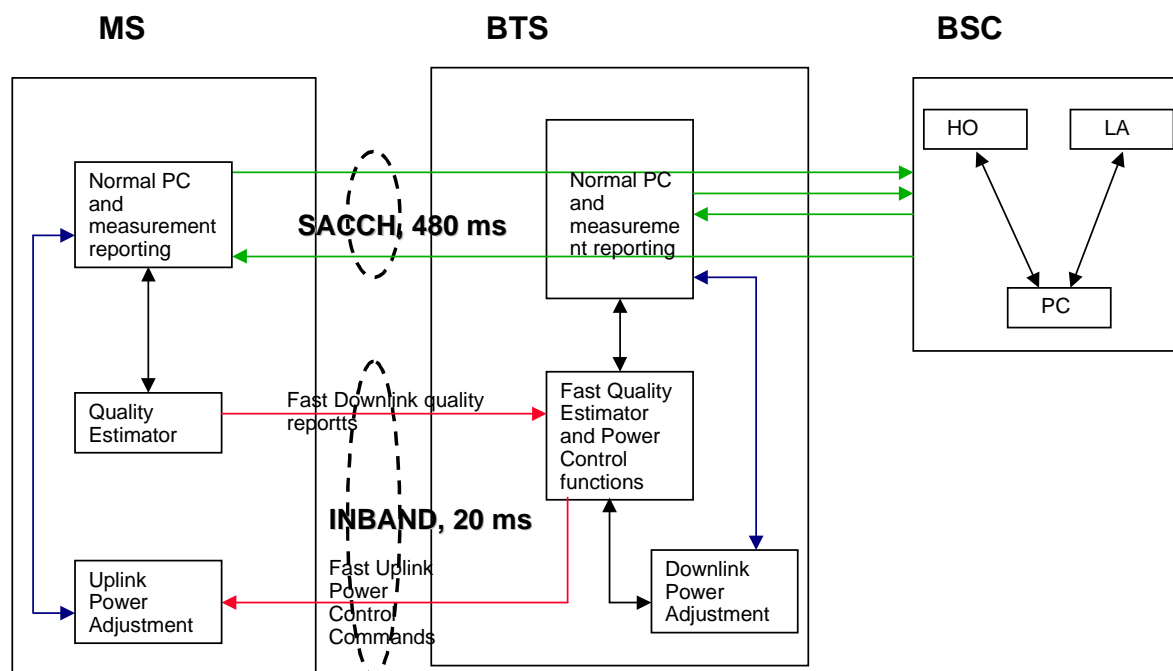 MS
BTS
BSC
HO
LA
Normal PC
and
measurement
reporting
Normal PC
and
measureme
nt reporting
SACCH, 480 ms
PC
Quality
Estimator
Fast Downlink quality
reportts
Fast Quality
Estimator
and Power
Control
functions
INBAND, 20 ms
Uplink
Power
Adjustment
Fast Uplink
Power
Control
Commands
Downlink
Power
Adjustment